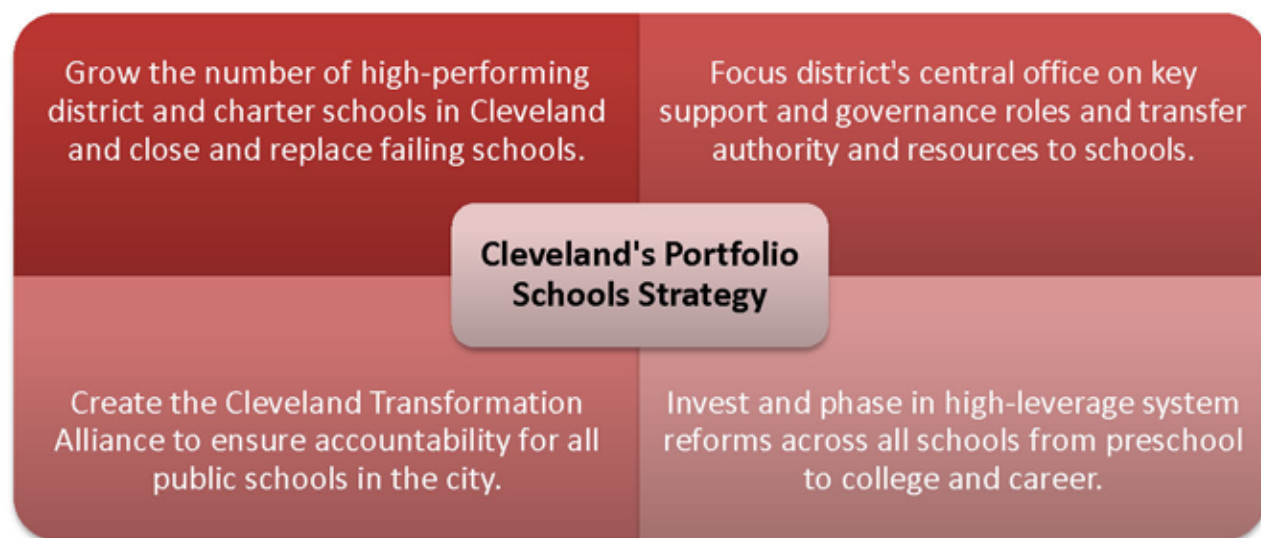 Grow the number of high-performing
district and charter schools in Cleveland
and close and replace failing schools.
Focus district's central office on key
support and governance roles and transfer
authority and resources to schools.
Cleveland's Portfolio
Schools Strategy
Create the Cleveland Transformation
Alliance to ensure accountability for all
public schools in the city.
Invest and phase in high-leverage system
reforms across all schools from preschool
to college and career.